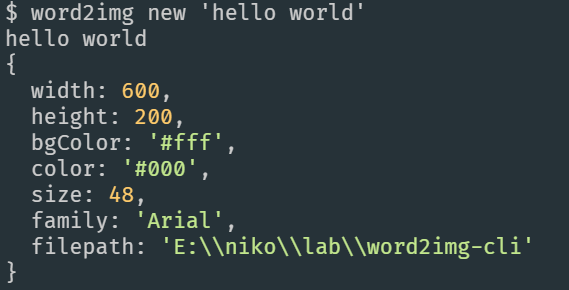 $ word2img new 'hello world'
hello world
{
  width: 600,
  height: 200,
  bgColor: '#fff',
  color: '#000',
  size: 48,
  family: 'Arial',
  filepath: 'E:\\niko\\lab\\word2img-cli'
}